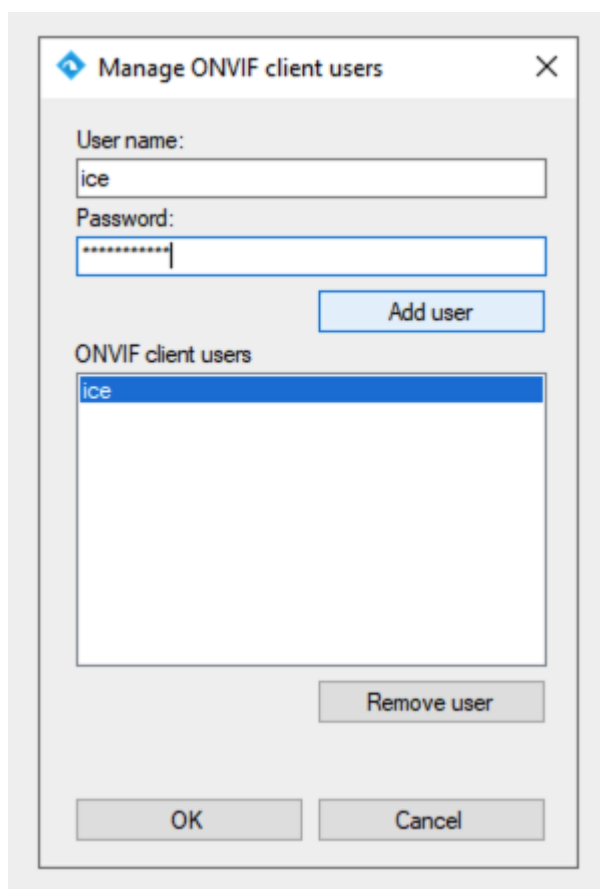 Manage ONVIF client users
User name:
ice
Password:
***********
Add user
ONVIF client users
ice
Remove user
OK
Cancel